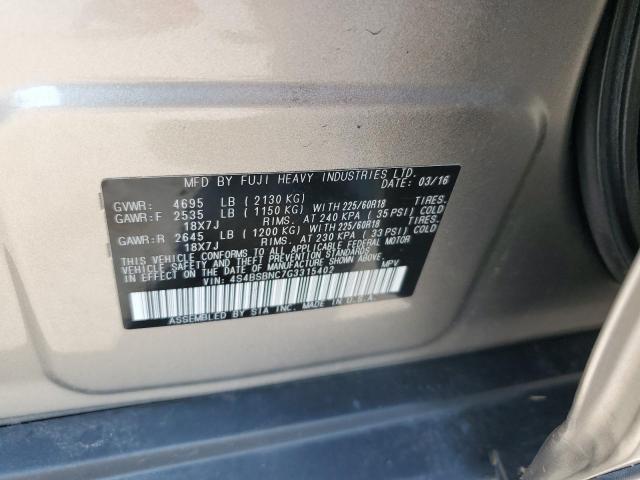 MFD BY FUJI HEAVY INDUSTRIES LTD.
DATE: 03/16
GVWR: 4695 LB ( 2130 KG)
GAWR:F 2535 LB ( 1150 KG) WITH 225/60R18 TIRES.
18X7J RIMS. AT 240 KPA ( 35 PSI) COLD
GAWR:R 2645 LB ( 1200 KG) WITH 225/60R18 TIRES.
18X7J RIMS. AT 230 KPA ( 33 PSI) COLD
THIS VEHICLE CONFORMS TO ALL APPLICABLE FEDERAL MOTOR
VEHICLE SAFETY AND THEFT PREVENTION STANDARDS
IN EFFECT ON THE DATE OF MANUFACTURE SHOWN ABOVE.
VIN: 4S4BSBNC7G3315402 MPV
ASSEMBLED BY SIA INC. MADE IN U.S.A.